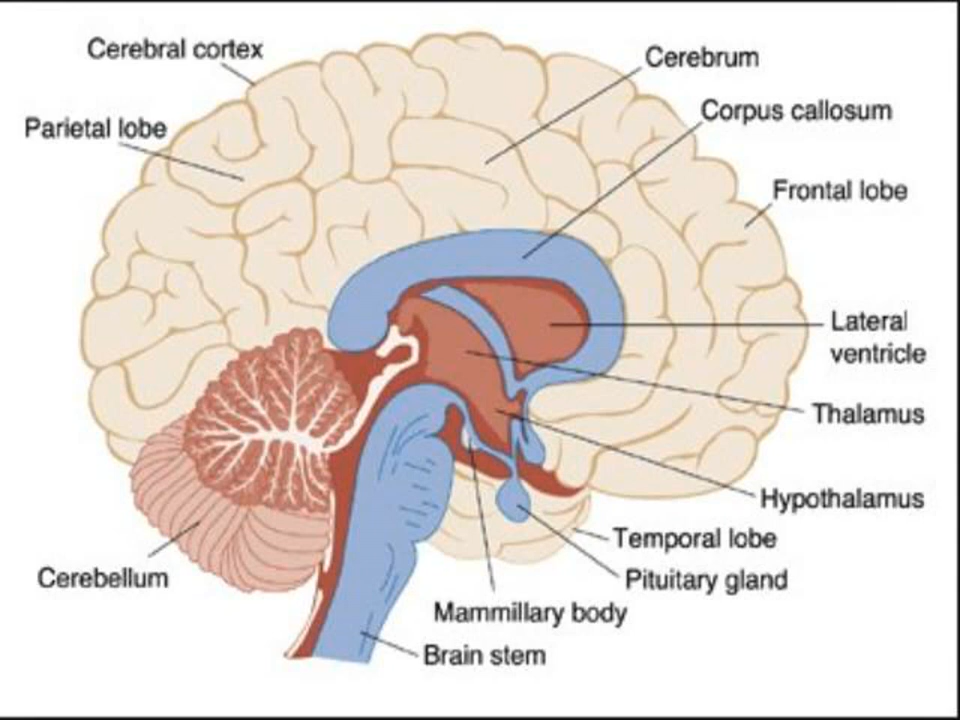 Cerebral cortex
Cerebrum
Corpus callosum
Parietal lobe
Frontal lobe
Lateral
ventricle
Thalamus
Hypothalamus
Temporal lobe
Cerebellum
Pituitary gland
Mammillary body
Brain stem